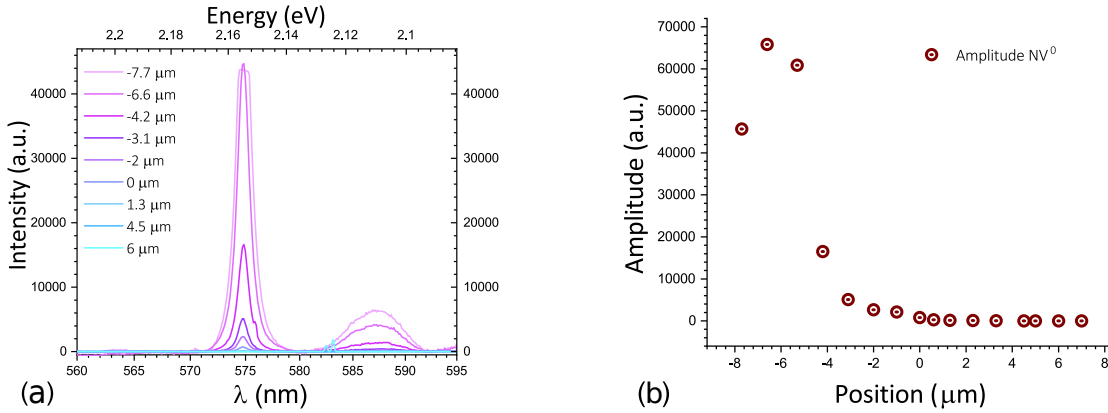 Energy (eV)
2.2 2.18 2.16 2.14 2.12 2.1
-7.7 μm
-6.6 μm
-4.2 μm
-3.1 μm
-2 μm
0 μm
1.3 μm
4.5 μm
6 μm
Intensity (a.u.)
40000 40000
30000 30000
20000 20000
10000 10000
0 0
560 565 570 575 580 585 590 595
λ (nm)
(a)
Amplitude NV⁰
Amplitude (a.u.)
70000
60000
50000
40000
30000
20000
10000
0
-8 -6 -4 -2 0 2 4 6 8
Position (μm)
(b)